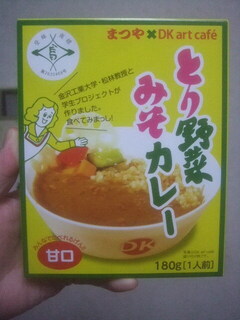 まつや×DK art café
とり野菜
みそ
カレー
金沢工業大学・松林教授と
学生プロジェクトが
作りました。
食べてみまっし!
DK
甘口
180g(1人前)